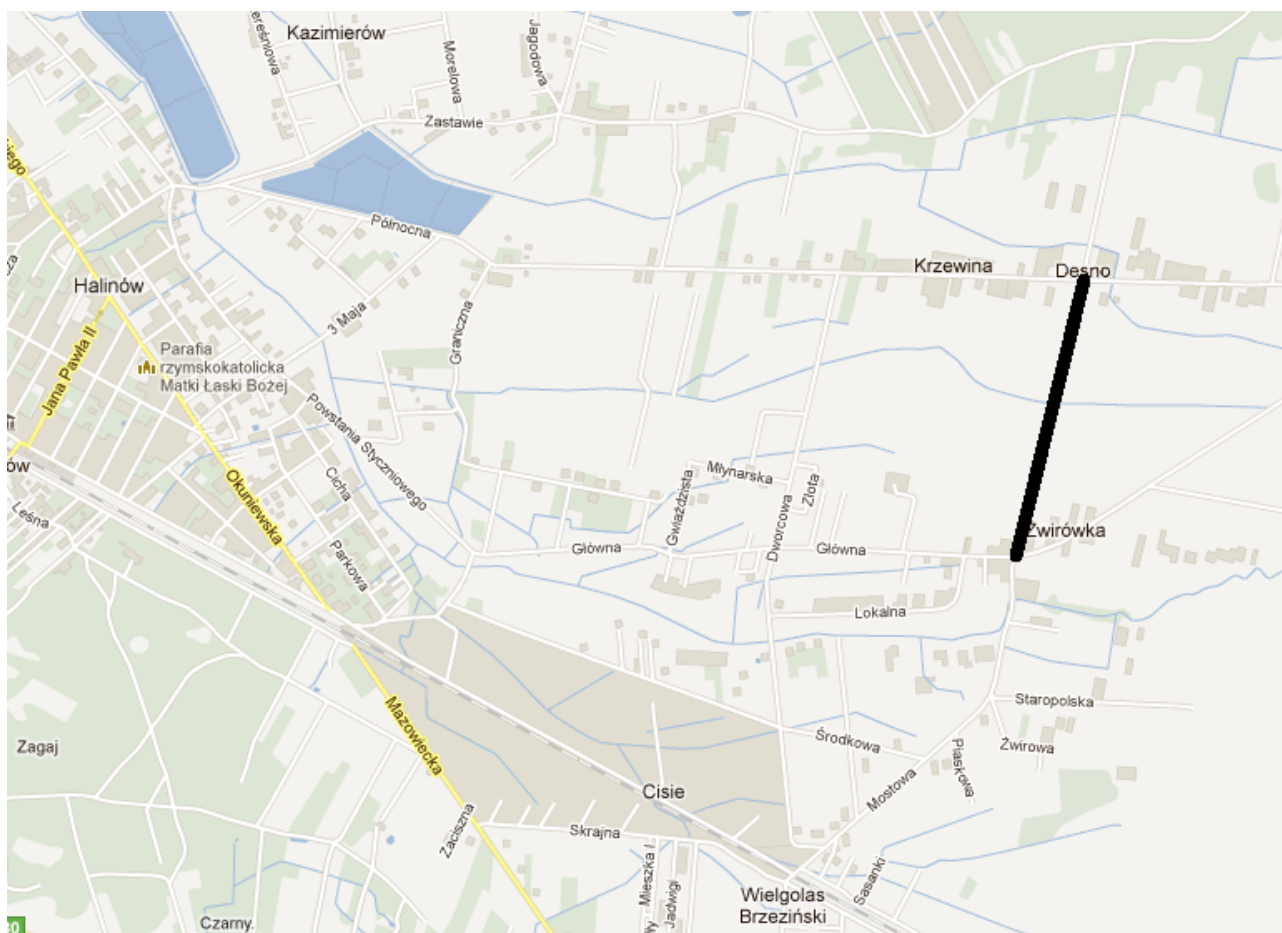 Kazimierów
Morelowa
Jagodowa
Zastawie
Północna
Krzewina
Desno
Halinów
3 Maja
Graniczna
Jana Pawła II
Parafia
rzymskokatolicka
Matki Łaski Bożej
Powstania Styczniowego
Cicha
Okuniewska
Leśna
Parkowa
Młynarska
Gwiaździsta
Złota
Dworcowa
Główna
Główna
Żwirówka
Lokalna
Staropolska
Żwirowa
Środkowa
Piaskowa
Mostowa
Mazowiecka
Zagaj
Cisie
Skrajna
Zaciszna
Mieszka I
Jadwigi
Sasanki
Wielgolas
Brzeziński
Czarny.